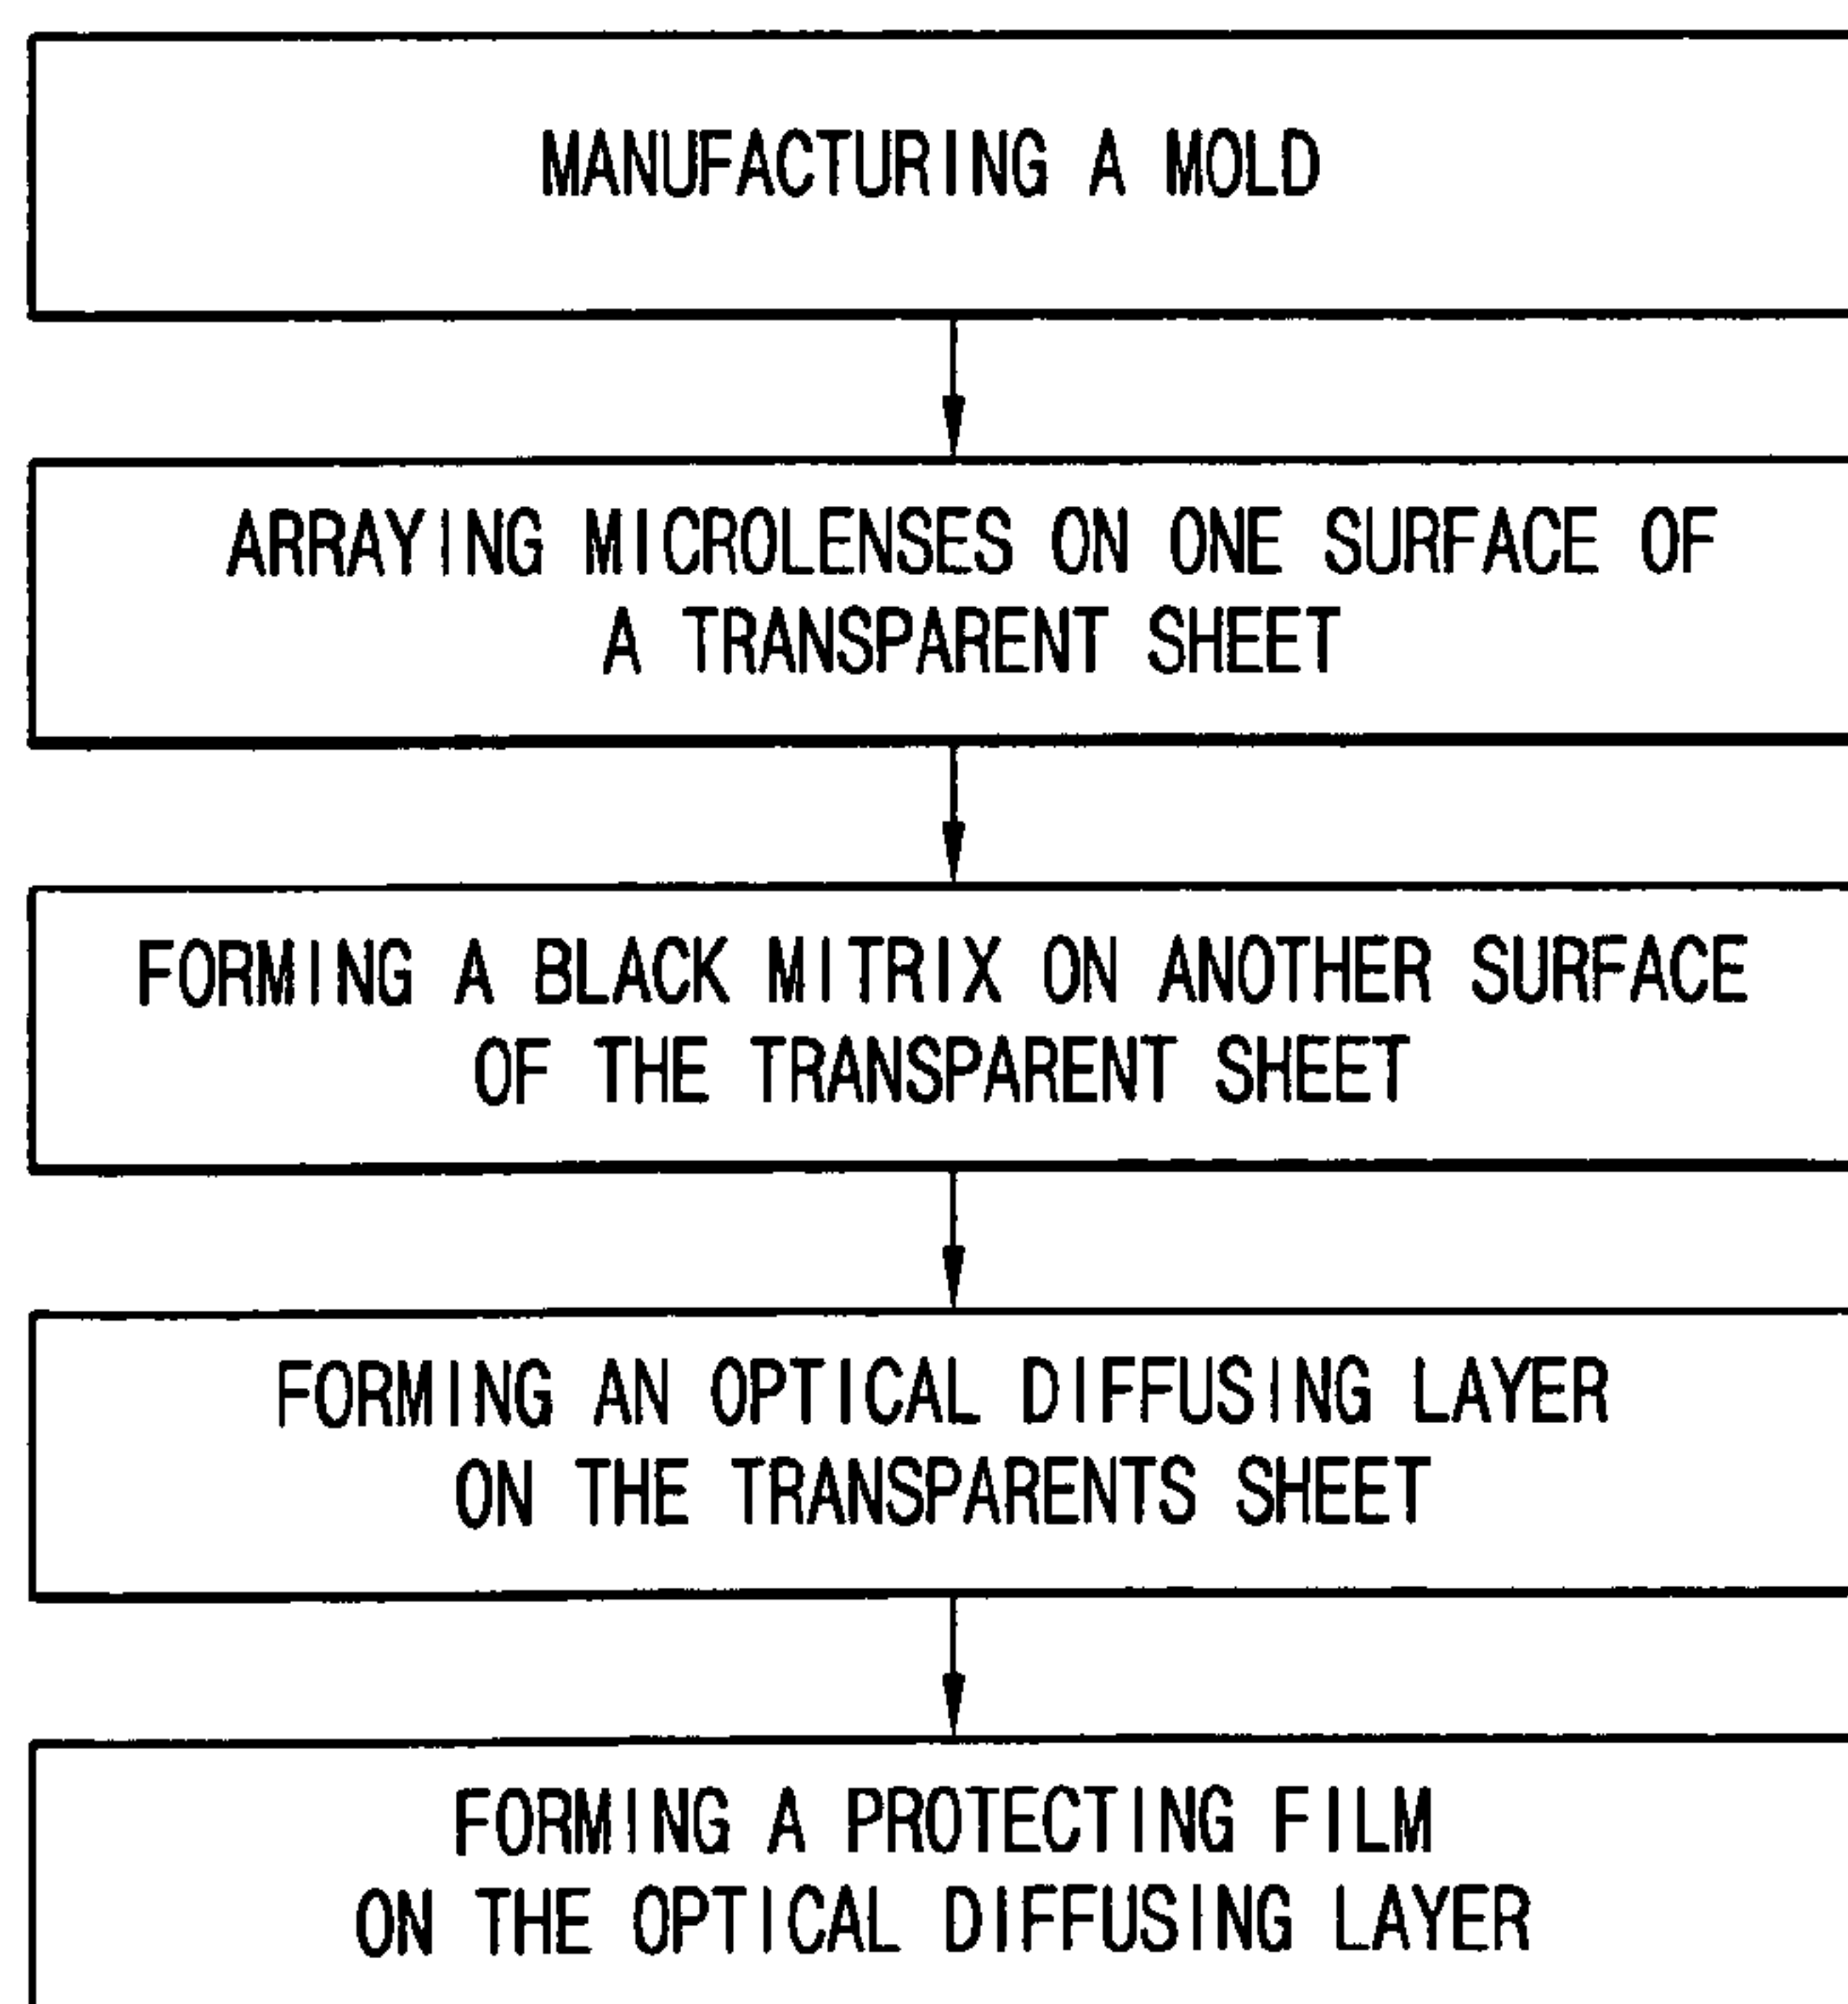 MANUFACTURING A MOLD
ARRAYING MICROLENSES ON ONE SURFACE OF
A TRANSPARENT SHEET
FORMING A BLACK MITRIX ON ANOTHER SURFACE
OF THE TRANSPARENT SHEET
FORMING AN OPTICAL DIFFUSING LAYER
ON THE TRANSPARENTS SHEET
FORMING A PROTECTING FILM
ON THE OPTICAL DIFFUSING LAYER